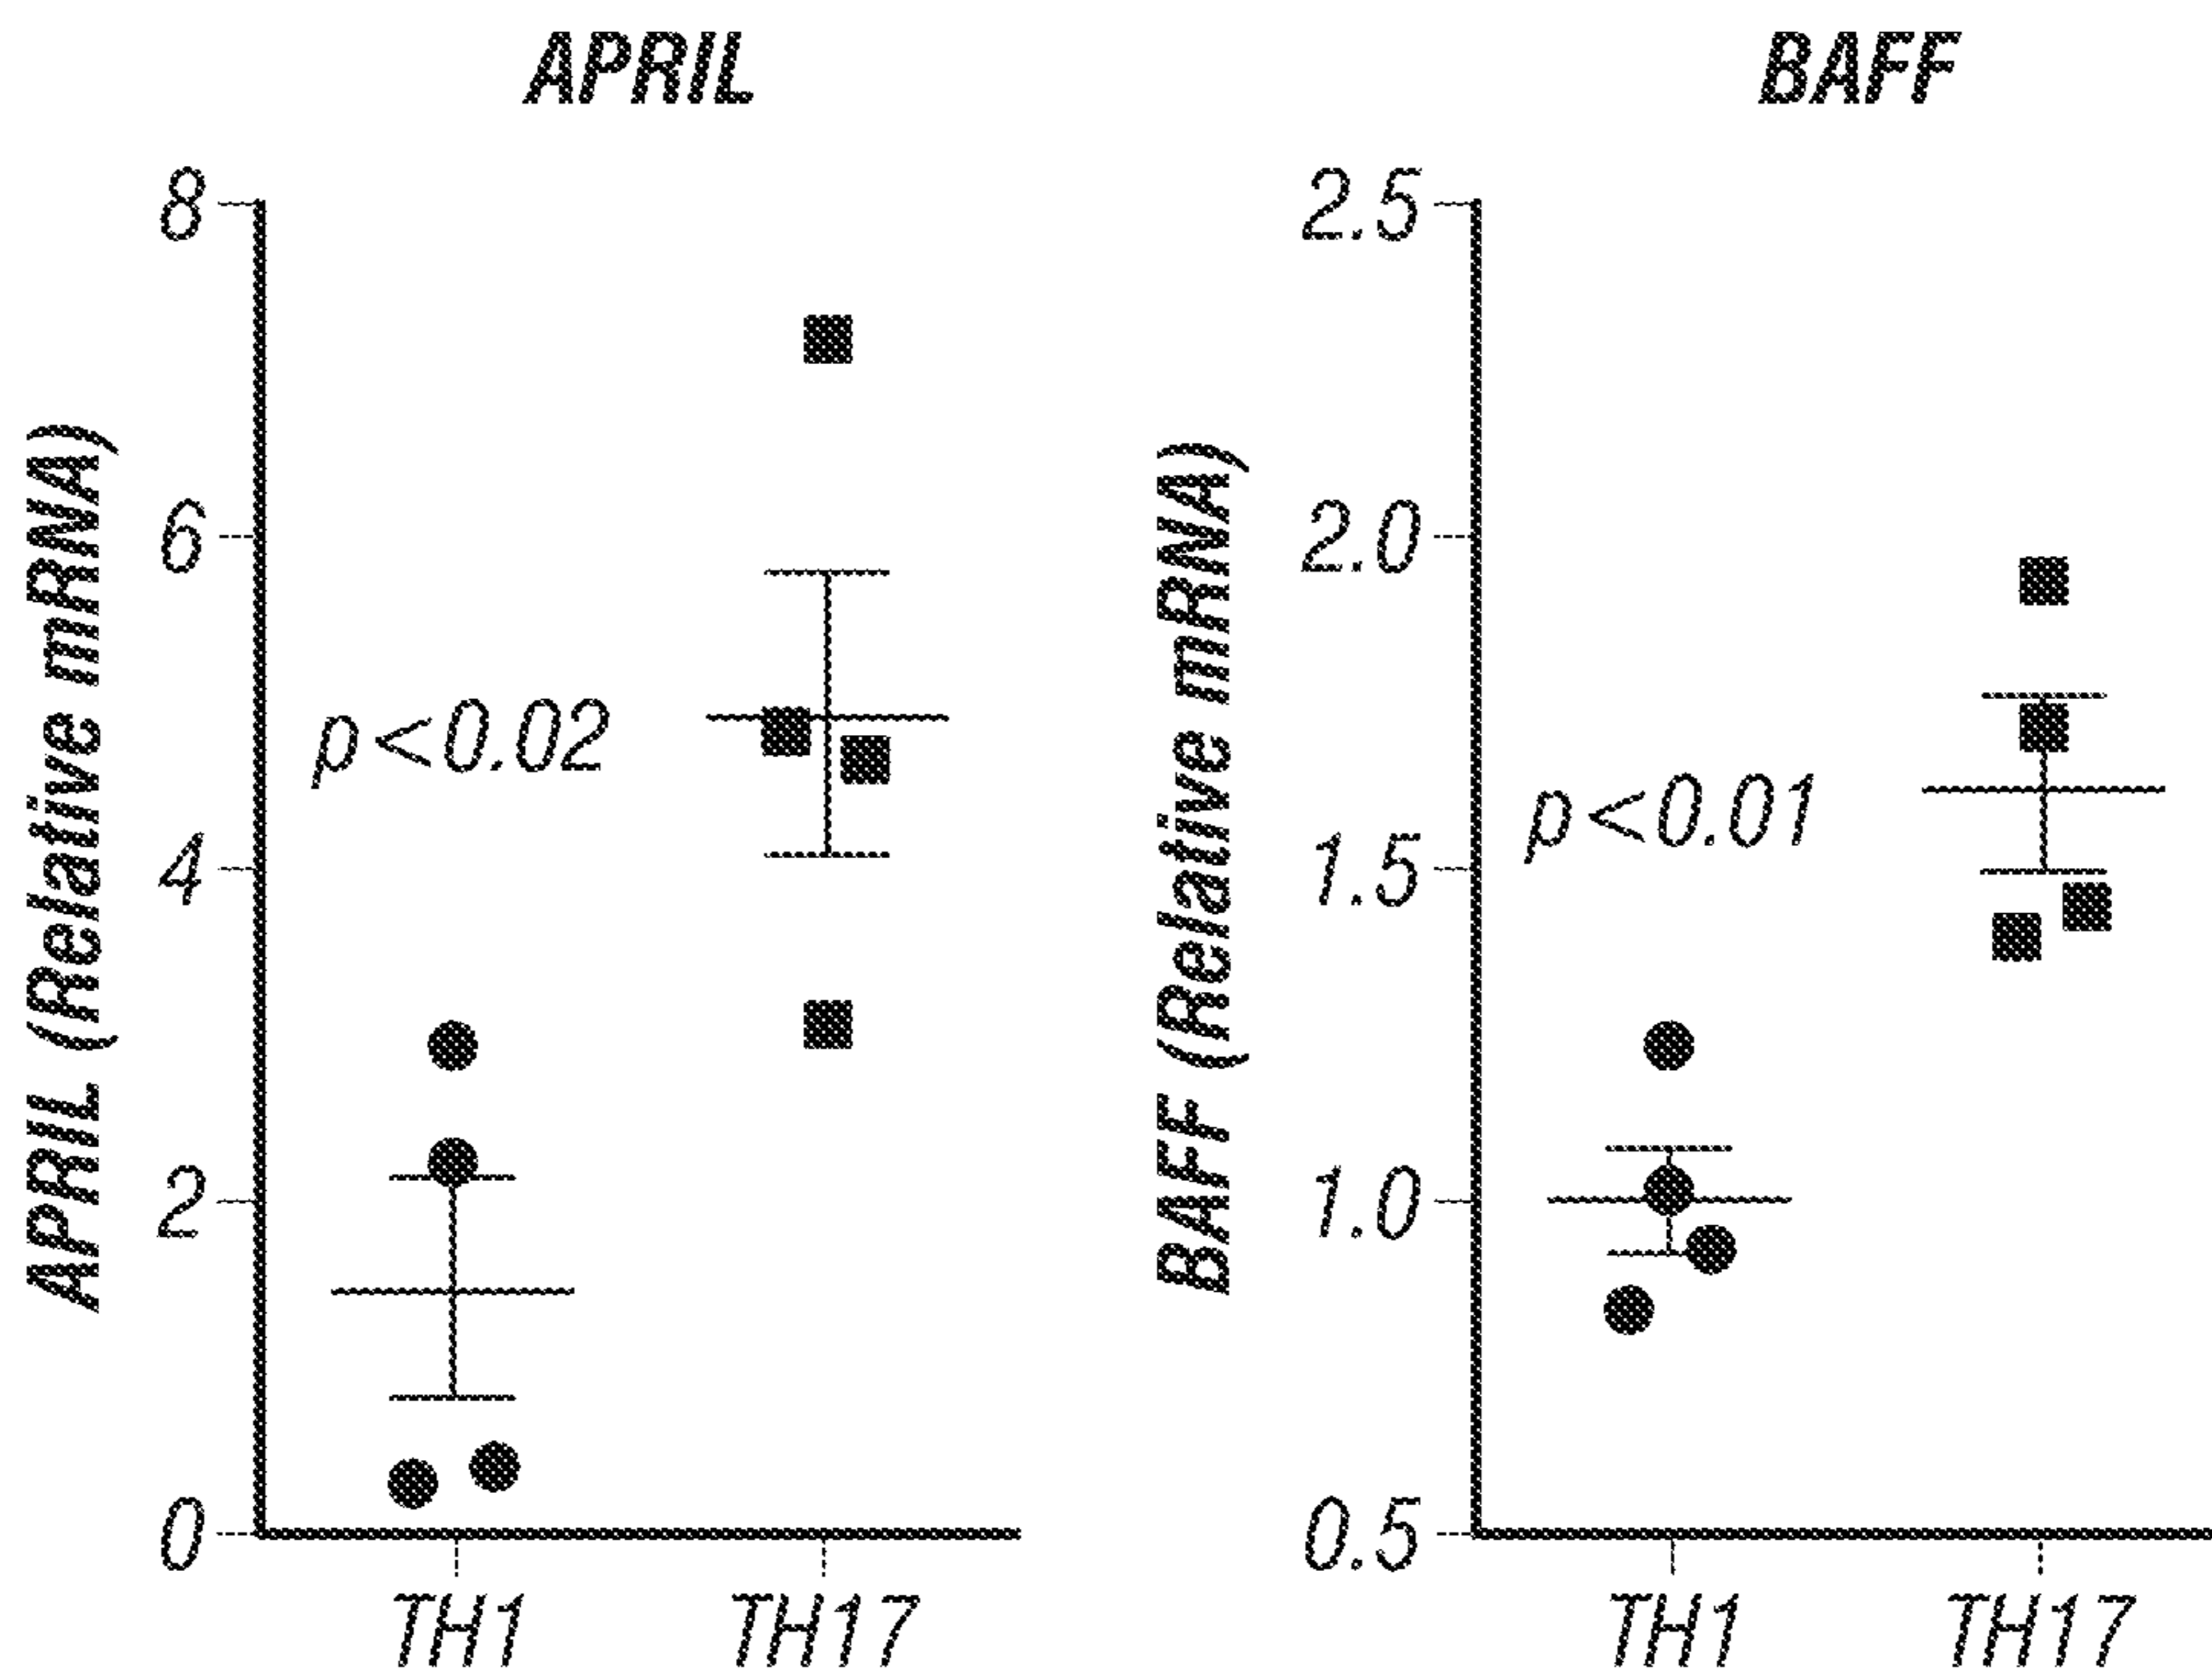 APRIL
APRIL (Relative mRNA)
8
6
4
2
0
p<0.02
TH1
TH17
BAFF
BAFF (Relative mRNA)
2.5
2.0
1.5
1.0
0.5
p<0.01
TH1
TH17